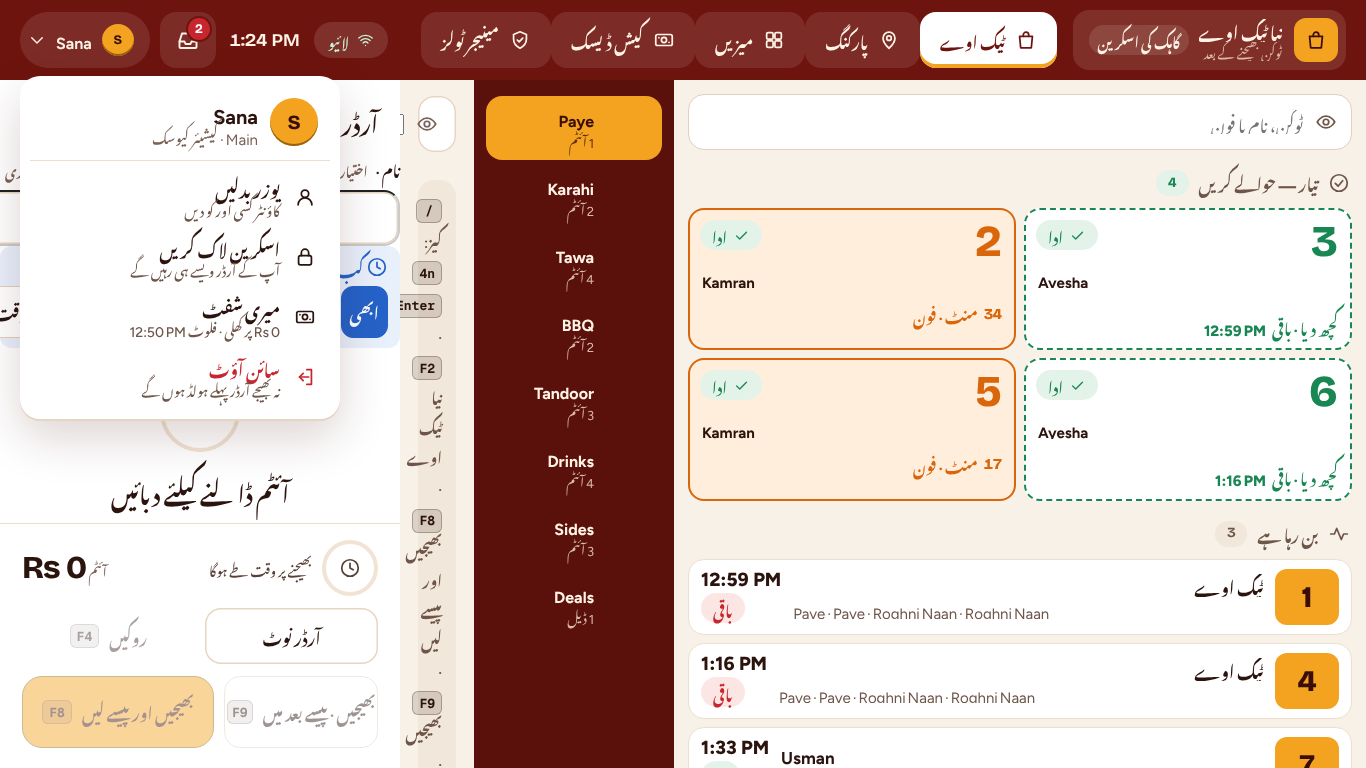 نیا ٹیک اوے
گاہک کی اسکرین
ٹیک اوے
پارکنگ
میزیں
کیش ڈیسک
مینیجر ٹولز
لائیو
1:24 PM
2
S
Sana
تیار — حوالے کریں
4
3
ادا
Ayesha
کچھ دیا · باقی 12:59 PM
2
ادا
Kamran
34 منٹ · فون
6
ادا
Ayesha
کچھ دیا · باقی 1:16 PM
5
ادا
Kamran
17 منٹ · فون
بن رہا ہے
3
1
ٹیک اوے
12:59 PM
Paye · Paye · Roghni Naan · Roghni Naan
باقی
4
ٹیک اوے
1:16 PM
Paye · Paye · Roghni Naan · Roghni Naan
باقی
7
Usman
1:33 PM
Paye
1 آئٹم
Karahi
2 آئٹم
Tawa
4 آئٹم
BBQ
2 آئٹم
Tandoor
3 آئٹم
Drinks
4 آئٹم
Sides
3 آئٹم
Deals
1 ڈیل
/
کیز:
4n
Enter
.
F2
نیا
ٹیک
اوے
.
F8
بھیجیں
اور
پیسے
لیں
.
F9
بھیجیں
.
آرڈر
نام · اختیار
کب
ابھی
S
Sana
کیشیئر کیوسک · Main
یوزر بدلیں
کاؤنٹر کسی اور کو دیں
اسکرین لاک کریں
آپ کے آرڈر ویسے ہی رہیں گے
میری شفٹ
12:50 PM پر کھلی · فلوٹ Rs 0
سائن آؤٹ
نہ بھیجے آرڈر پہلے ہولڈ ہوں گے
آئٹم ڈالنے کیلئے دبائیں
بھیجنے پر وقت طے ہوگا
آئٹم
Rs 0
آرڈر نوٹ
روکیں F4
بھیجیں · پیسے بعد میں F9
بھیجیں اور پیسے لیں F8